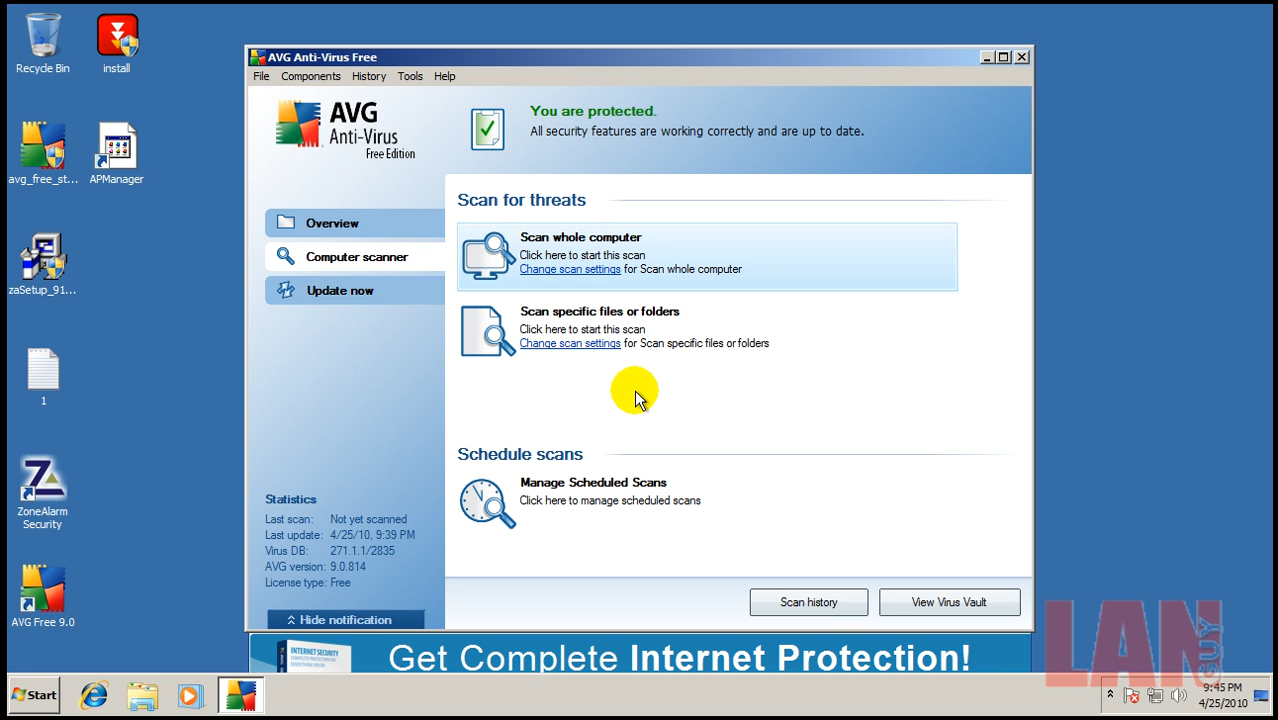 Recycle Bin
install
avg_free_st...
APManager
zaSetup_91...
1
ZoneAlarm
Security
AVG Free 9.0
AVG Anti-Virus Free
File Components History Tools Help
AVG
Anti-Virus
Free Edition
You are protected.
All security features are working correctly and are up to date.
Overview
Computer scanner
Update now
Scan for threats
Scan whole computer
Click here to start this scan
Change scan settings for Scan whole computer
Scan specific files or folders
Click here to start this scan
Change scan settings for Scan specific files or folders
Schedule scans
Manage Scheduled Scans
Click here to manage scheduled scans
Statistics
Last scan: Not yet scanned
Last update: 4/25/10, 9:39 PM
Virus DB: 271.1.1/2835
AVG version: 9.0.814
License type: Free
Hide notification
Scan history
View Virus Vault
INTERNET
SECURITY
Get Complete Internet Protection!
LAN
GUY
Start
9:45 PM
4/25/2010